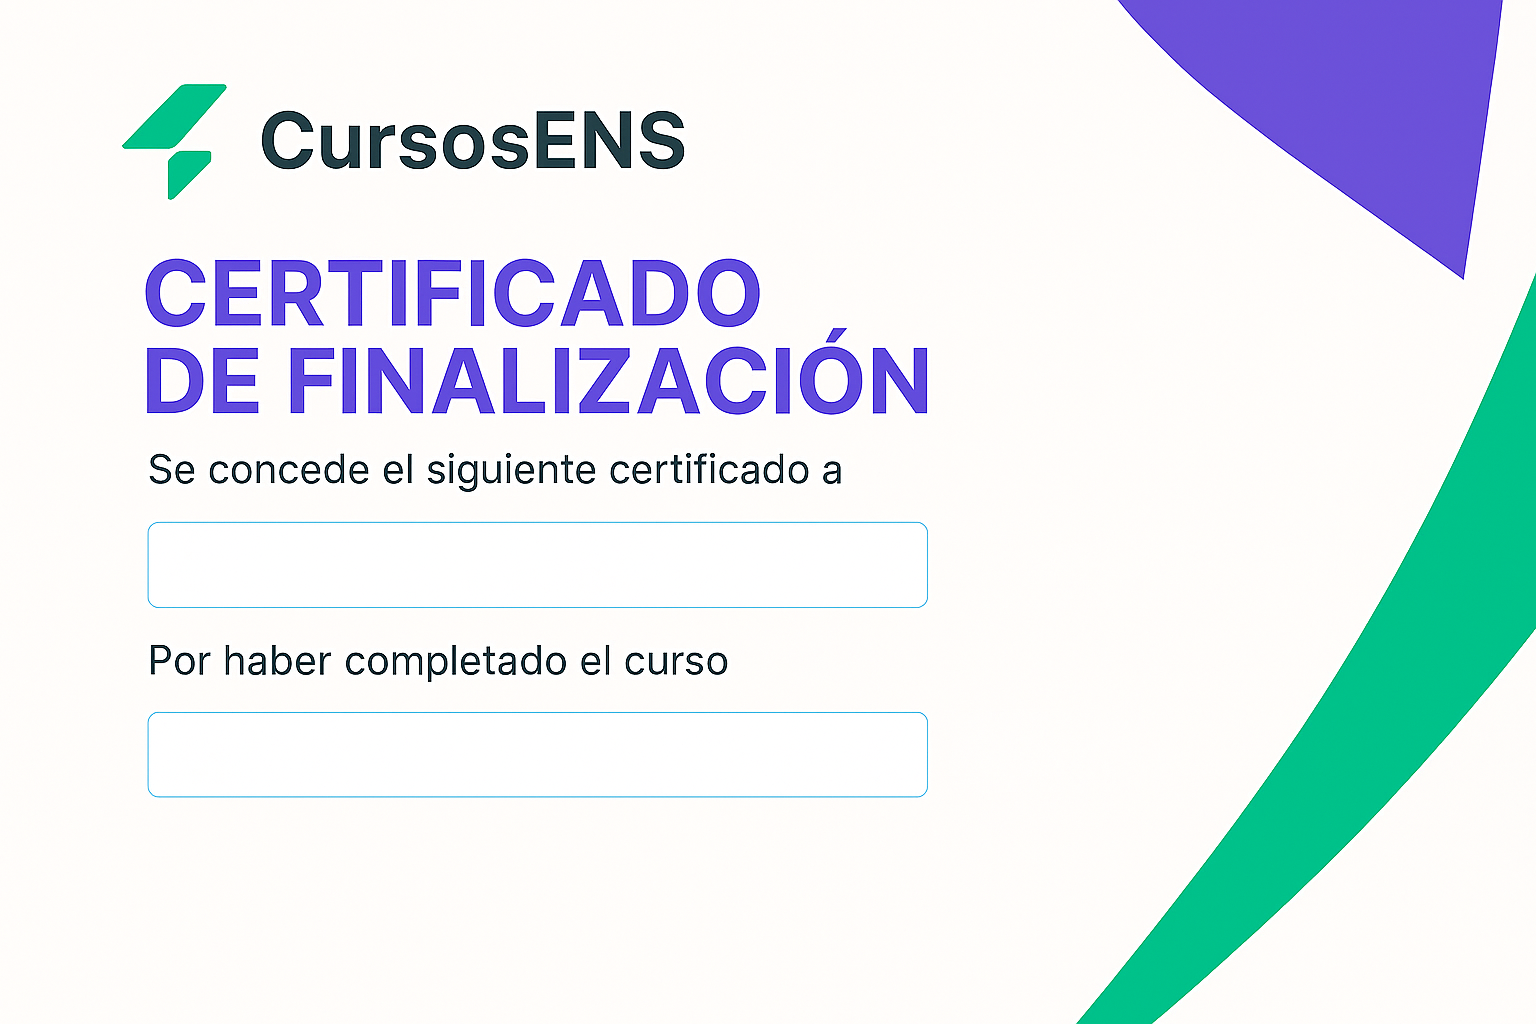 CursosENS
CERTIFICADO
DE FINALIZACIÓN
Se concede el siguiente certificado a
Por haber completado el curso